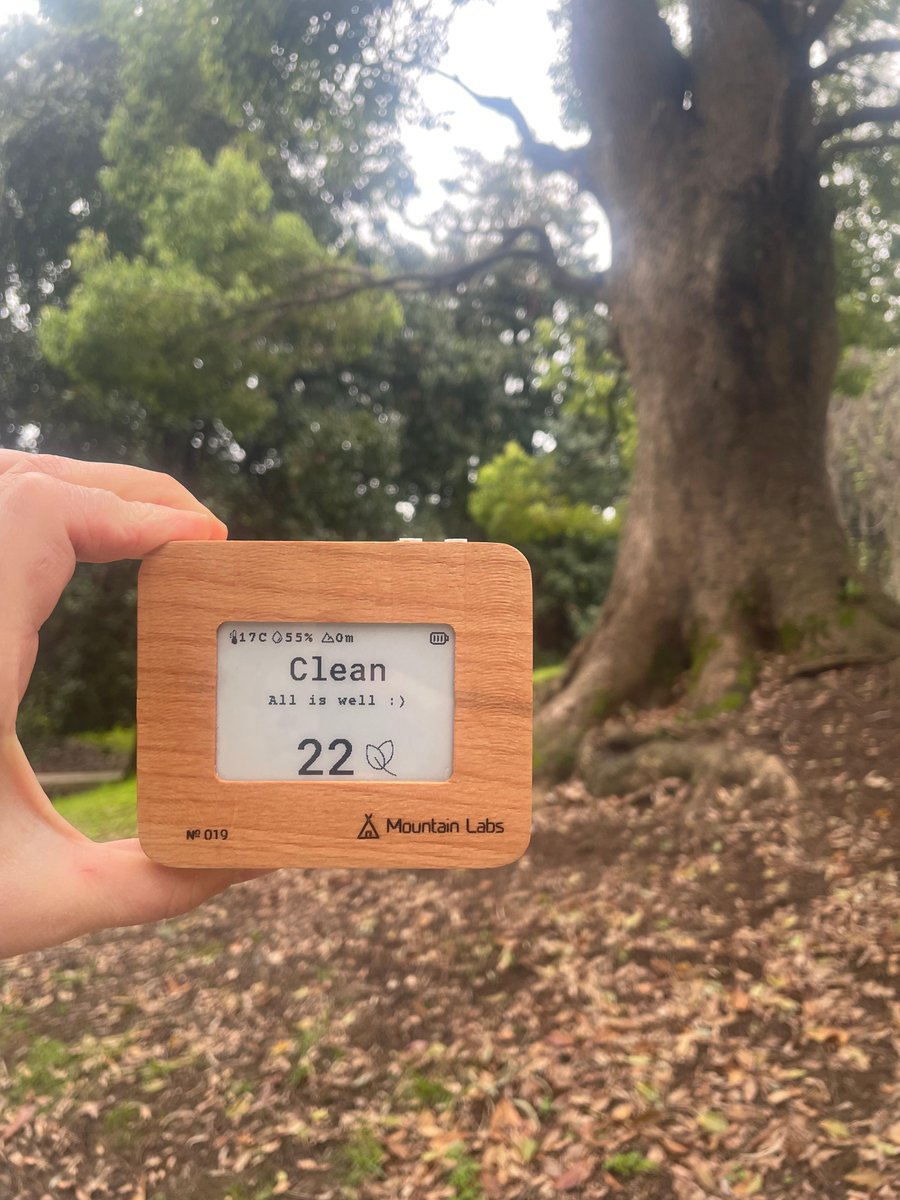 17C 55% 0m
Clean
All is well :)
22
Nº 019
Mountain Labs